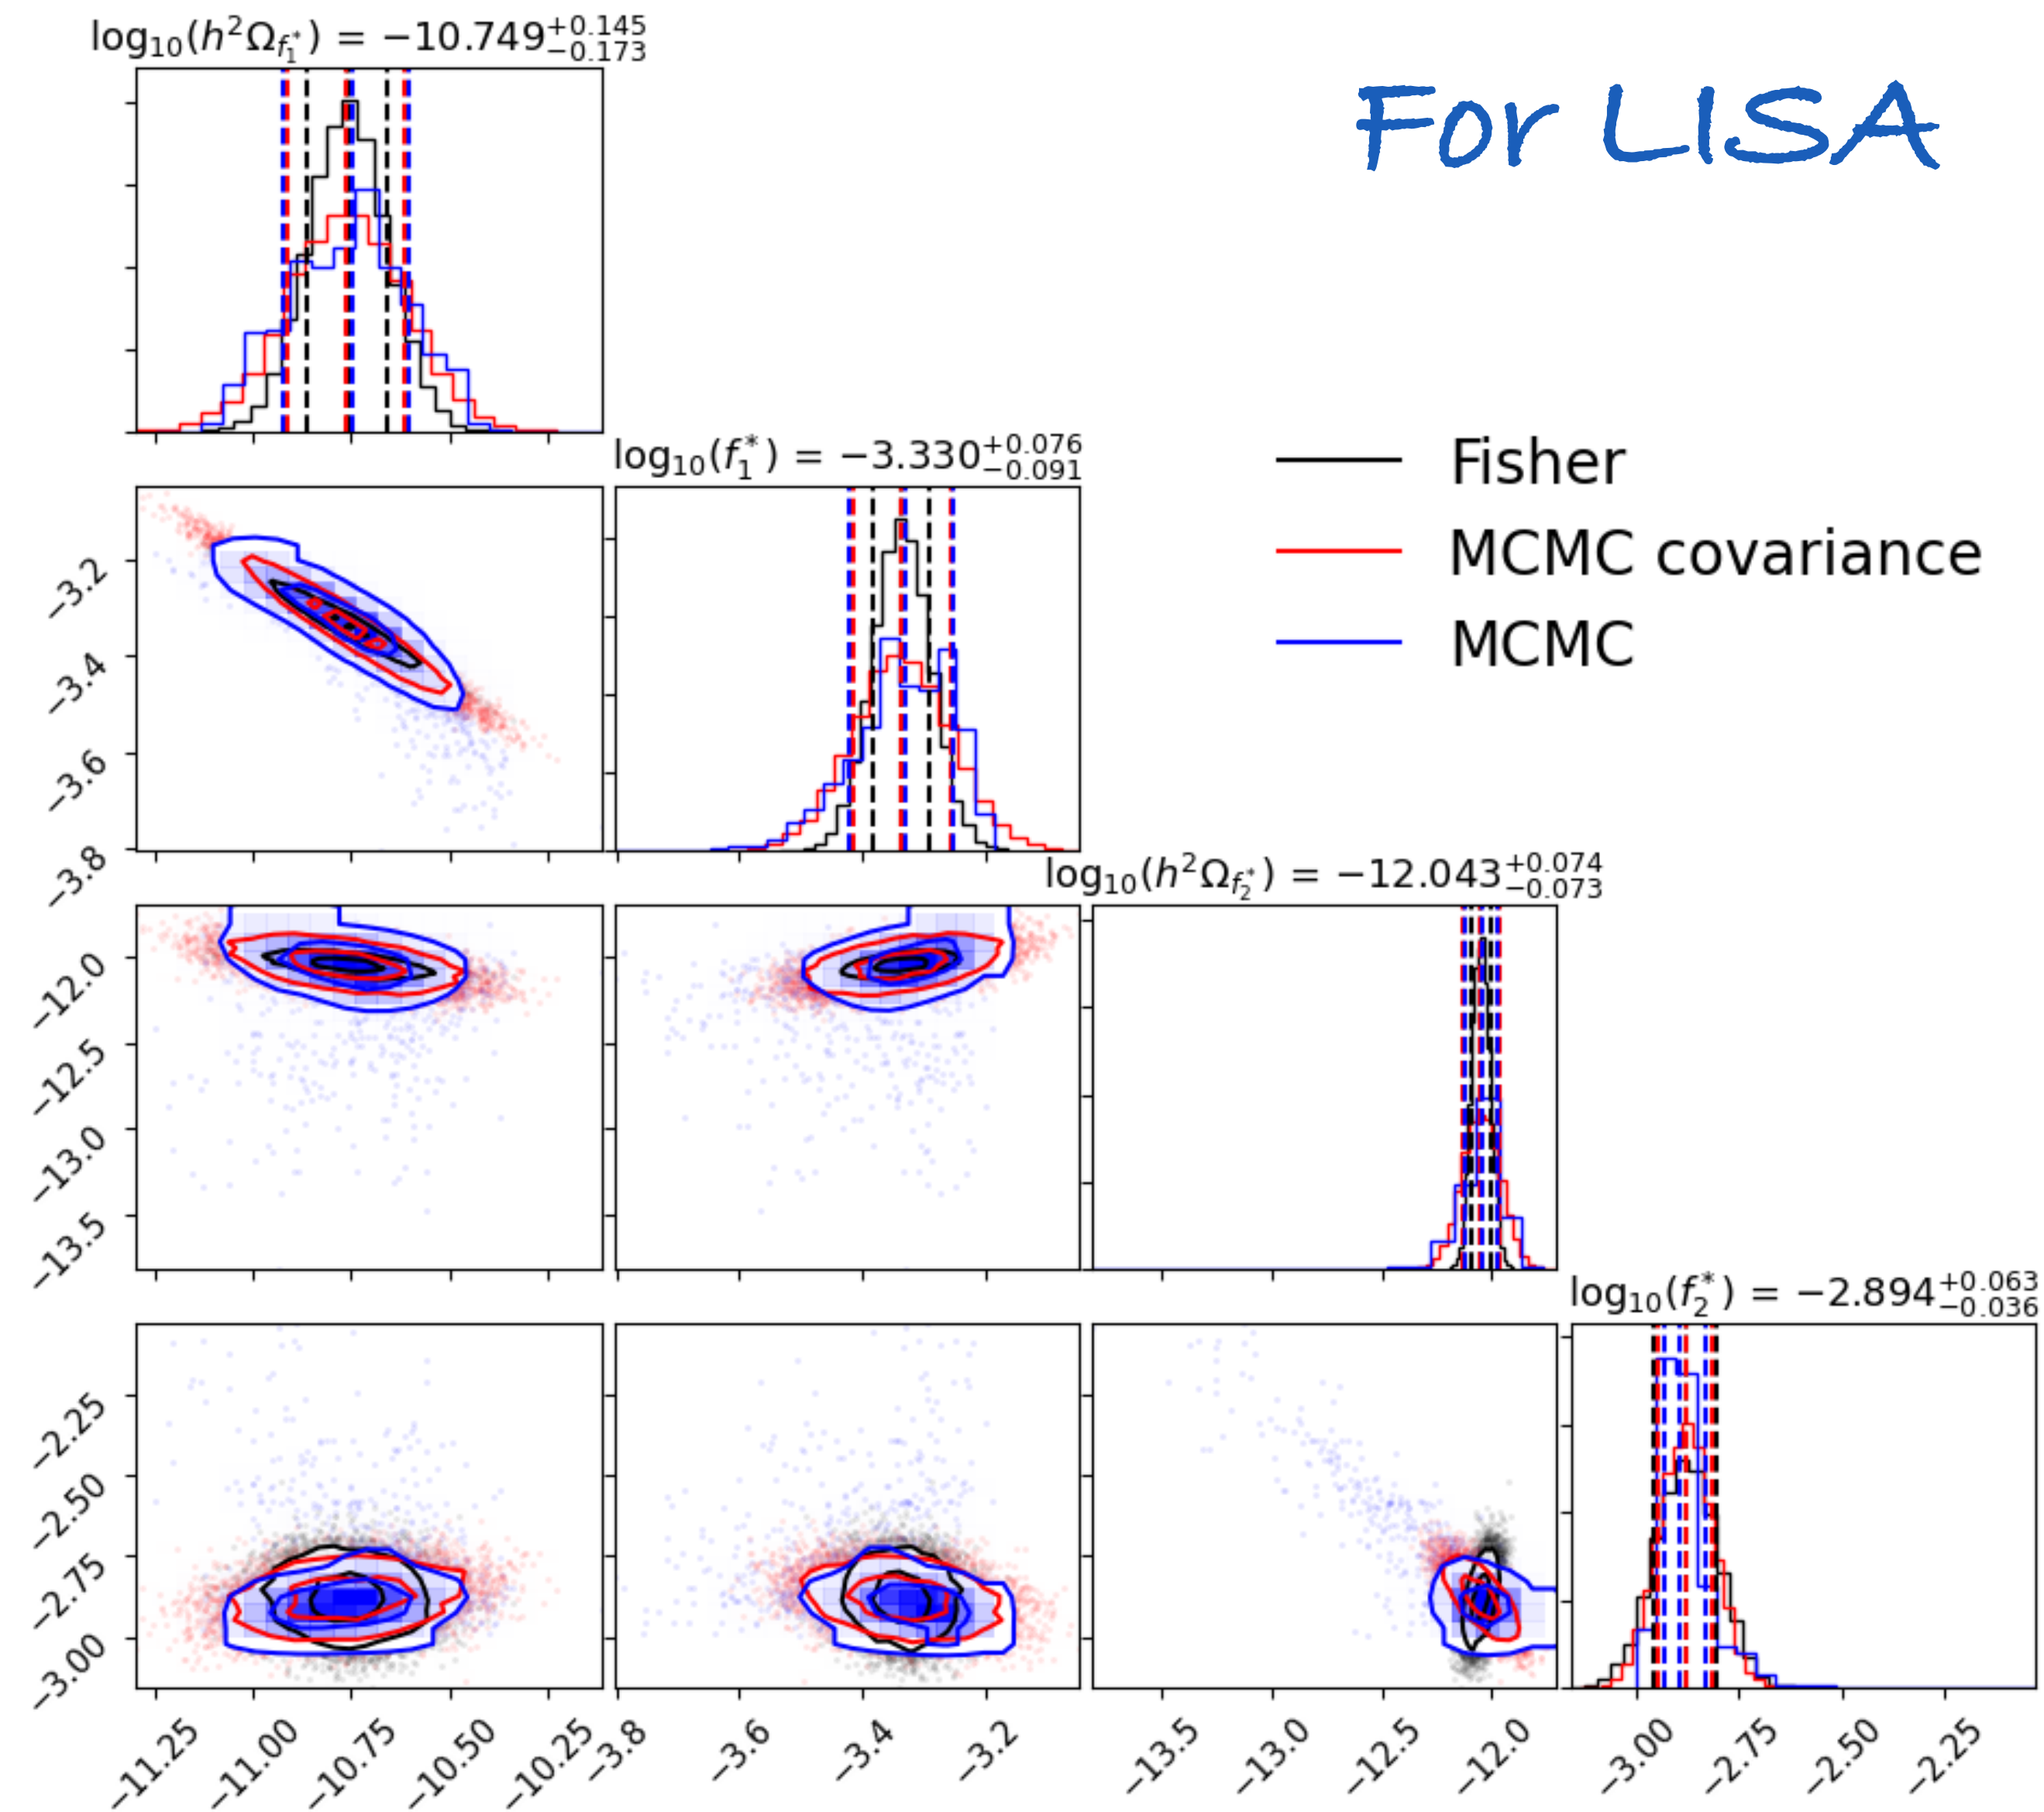 log₁₀(h²Ω_{f₁*}) = −10.749^{+0.145}_{−0.173}
For LISA
log₁₀(f₁*) = −3.330^{+0.076}_{−0.091}
Fisher
MCMC covariance
MCMC
−3.2
−3.4
−3.6
−3.8
log₁₀(h²Ω_{f₂*}) = −12.043^{+0.074}_{−0.073}
−12.0
−12.5
−13.0
−13.5
log₁₀(f₂*) = −2.894^{+0.063}_{−0.036}
−2.25
−2.50
−2.75
−3.00
−11.25 −11.00 −10.75 −10.50 −10.25 −3.8 −3.6 −3.4 −3.2 −13.5 −13.0 −12.5 −12.0 −3.00 −2.75 −2.50 −2.25